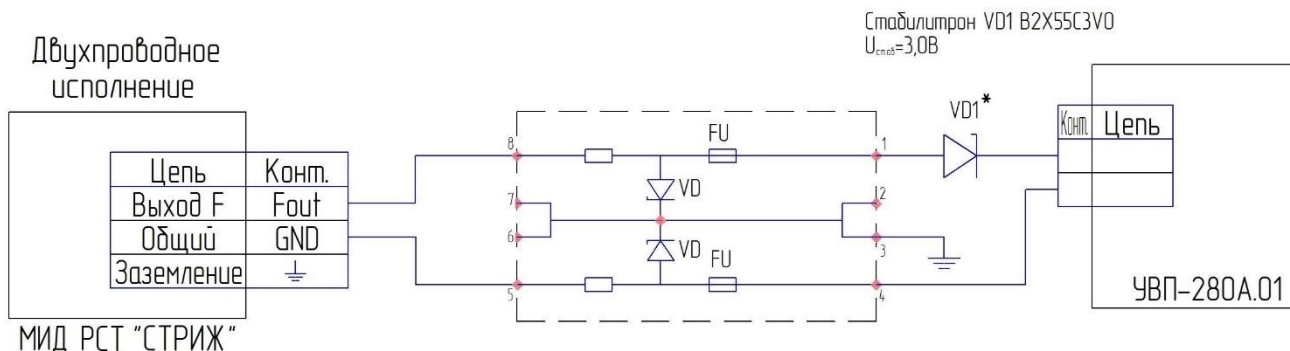 Стабилитрон VD1 B2X55C3V0
Uстаб=3,0В
Двухпроводное
исполнение
Цепь Конт.
Выход F Fout
Общий GND
Заземление
МИД РСТ "СТРИЖ"
8
7
6
5
FU
VD
VD
FU
1
2
3
4
VD1*
Конт. Цепь
УВП-280А.01